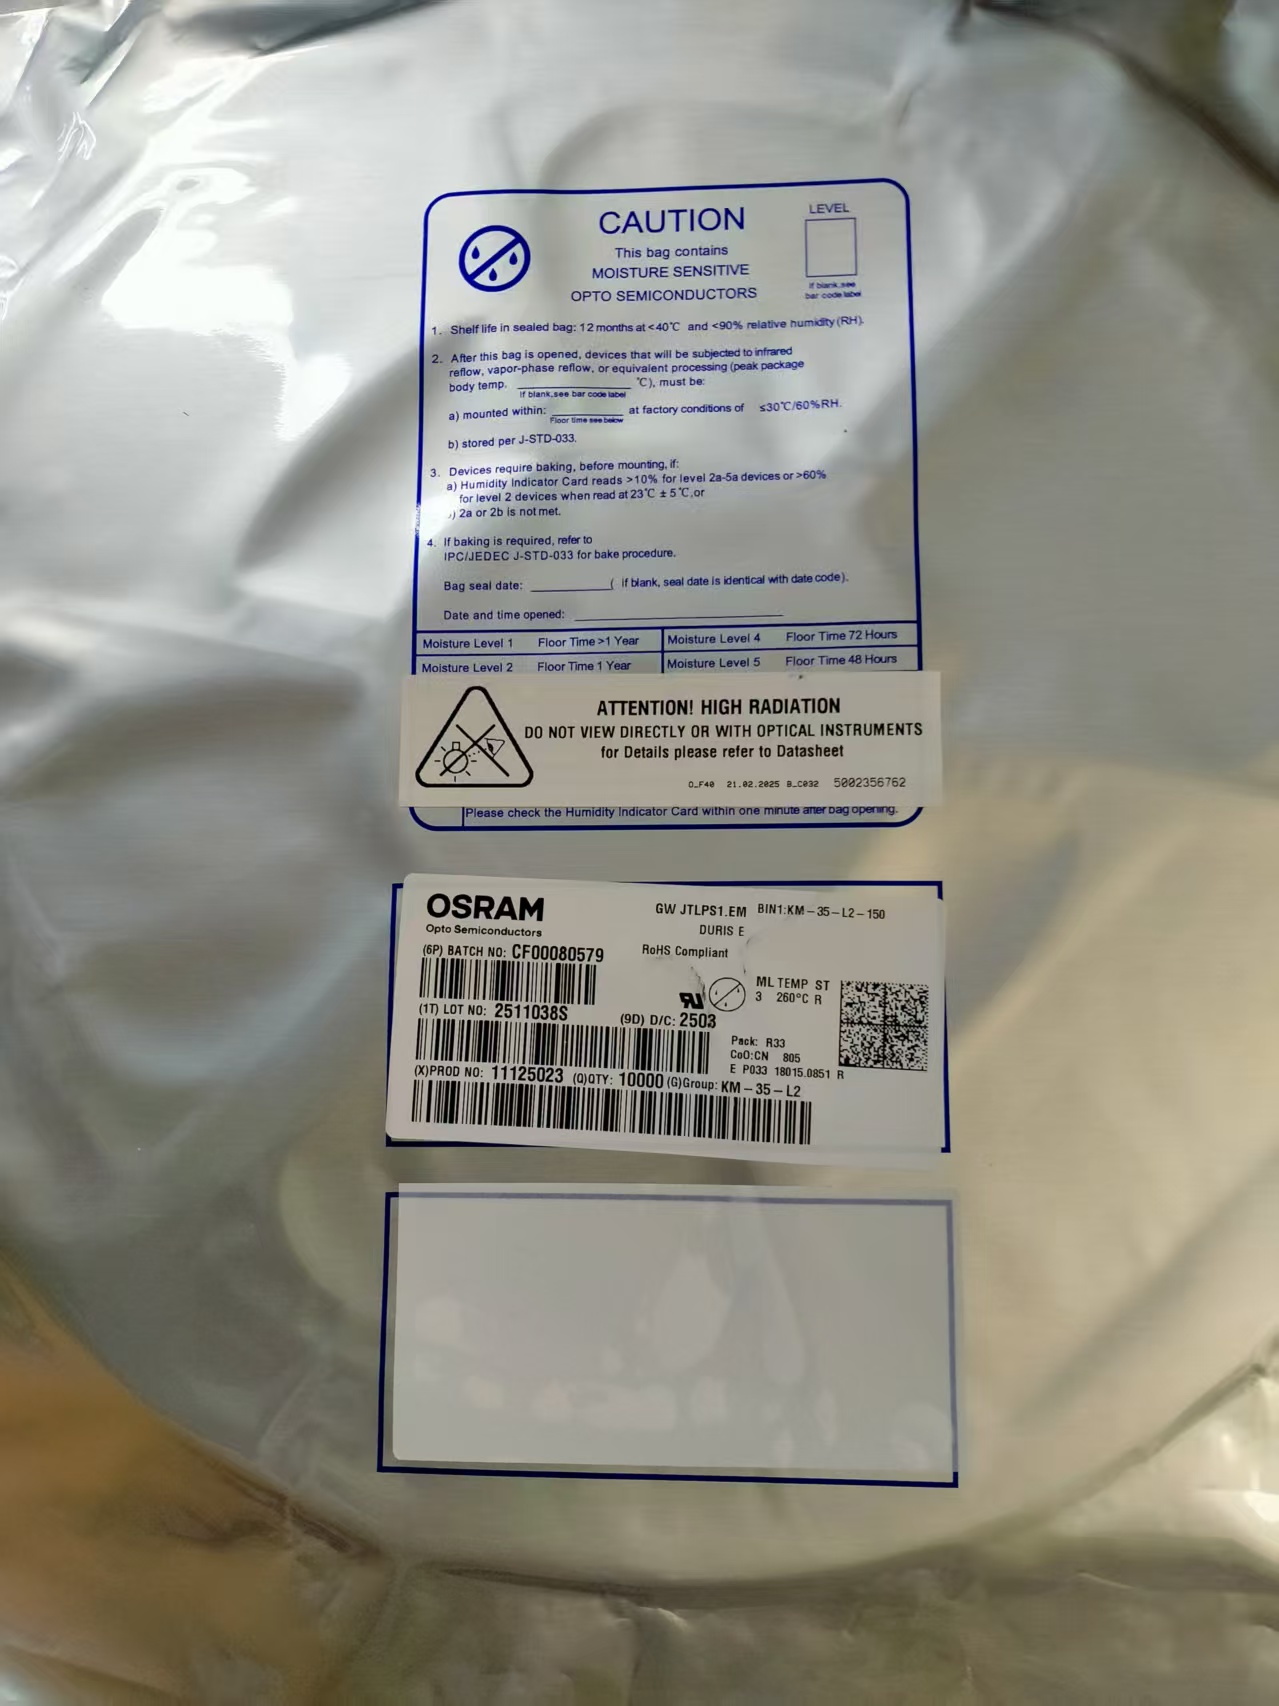 CAUTION
LEVEL
This bag contains
MOISTURE SENSITIVE
OPTO SEMICONDUCTORS
If blank,see
bar code label
1. Shelf life in sealed bag: 12 months at <40℃ and <90% relative humidity (RH).
2. After this bag is opened, devices that will be subjected to infrared
reflow, vapor-phase reflow, or equivalent processing (peak package
body temp. ____________ ℃), must be:
If blank,see bar code label
a) mounted within: ________ at factory conditions of ≤30℃/60%RH.
Floor time see below
b) stored per J-STD-033.
3. Devices require baking, before mounting, if:
a) Humidity Indicator Card reads >10% for level 2a-5a devices or >60%
for level 2 devices when read at 23℃ ± 5℃,or
) 2a or 2b is not met.
4. If baking is required, refer to
IPC/JEDEC J-STD-033 for bake procedure.
Bag seal date: _________( if blank, seal date is identical with date code).
Date and time opened: ______________________
Moisture Level 1 Floor Time >1 Year Moisture Level 4 Floor Time 72 Hours
Moisture Level 2 Floor Time 1 Year Moisture Level 5 Floor Time 48 Hours
ATTENTION! HIGH RADIATION
DO NOT VIEW DIRECTLY OR WITH OPTICAL INSTRUMENTS
for Details please refer to Datasheet
O_F40 21.02.2025 B_C032 5002356762
Please check the Humidity Indicator Card within one minute after bag opening.
OSRAM
Opto Semiconductors
GW JTLPS1.EM BIN1:KM-35-L2-150
DURIS E
(6P) BATCH NO: CF00080579
RoHS Compliant
ML TEMP ST
3 260°C R
(1T) LOT NO: 2511038S (9D) D/C: 2503
Pack: R33
CoO:CN 805
E P033 18015.0851 R
(X)PROD NO: 11125023 (Q)QTY: 10000 (G)Group: KM-35-L2